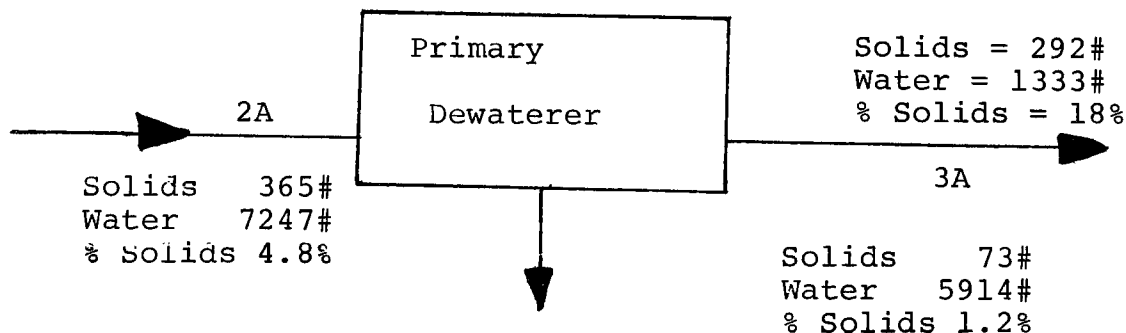 Primary
Dewaterer
2A
Solids 365#
Water 7247#
% Solids 4.8%
Solids = 292#
Water = 1333#
% Solids = 18%
3A
Solids 73#
Water 5914#
% Solids 1.2%